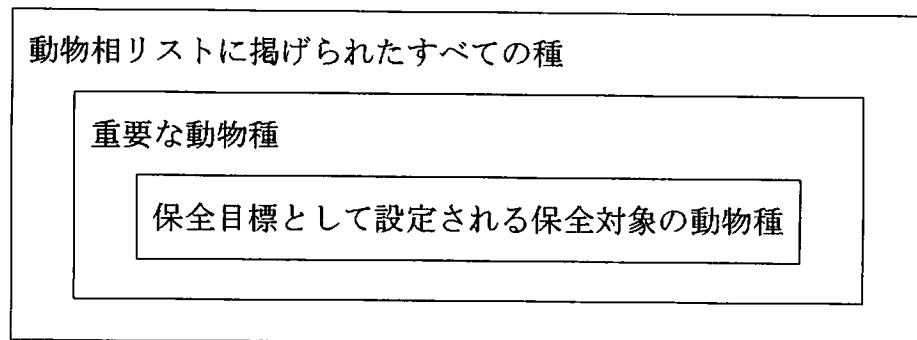 動物相リストに掲げられたすべての種
重要な動物種
保全目標として設定される保全対象の動物種